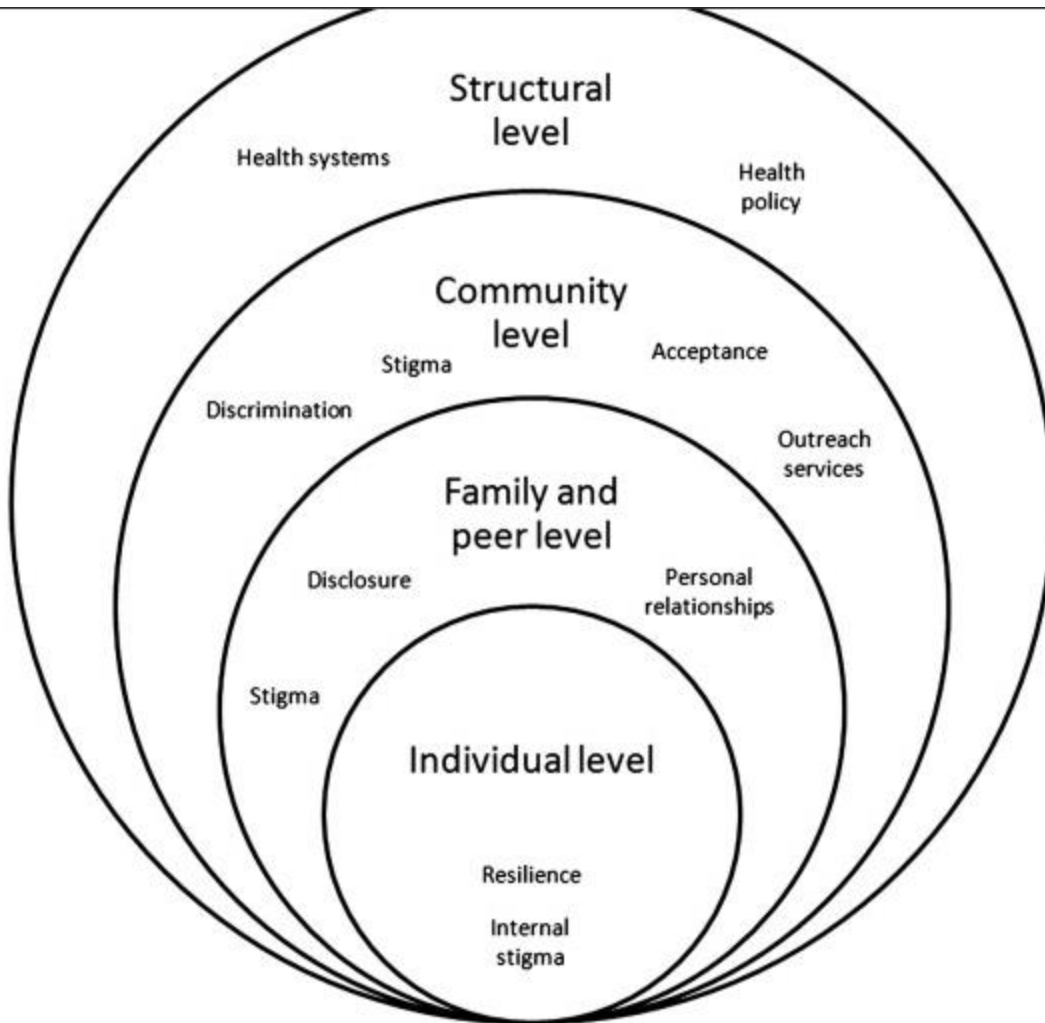 Structural
level
Health systems
Health
policy
Community
level
Stigma
Acceptance
Discrimination
Outreach
services
Family and
peer level
Disclosure
Personal
relationships
Stigma
Individual level
Resilience
Internal
stigma